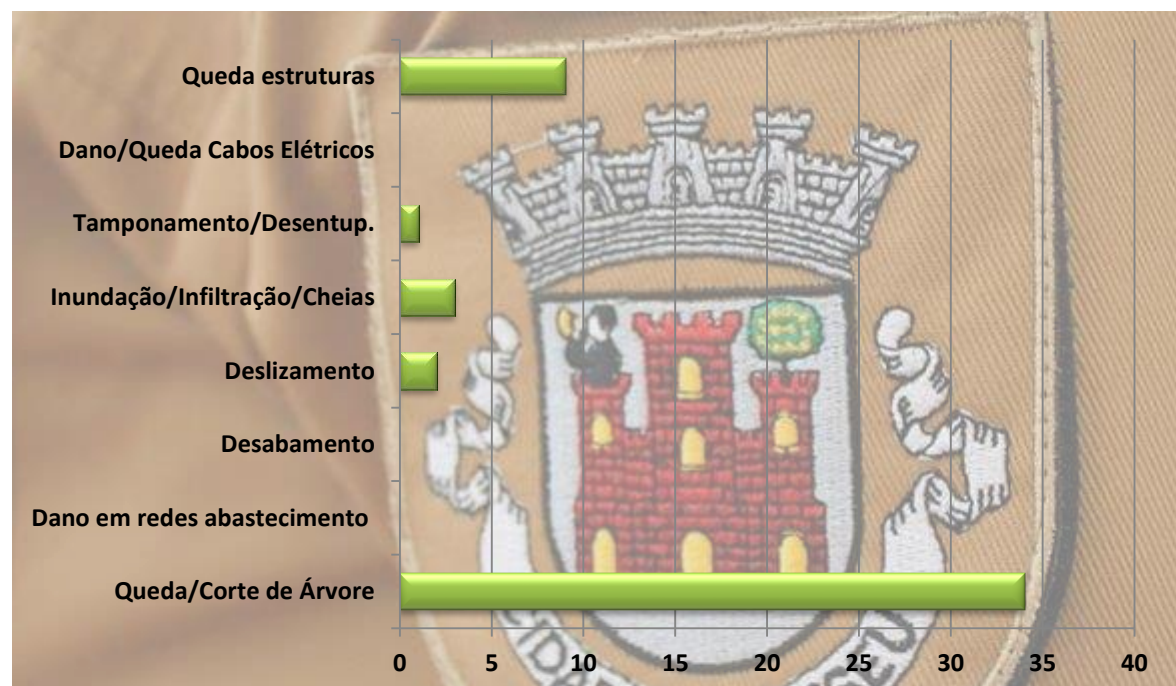 Queda estruturas
Dano/Queda Cabos Elétricos
Tamponamento/Desentup.
Inundação/Infiltração/Cheias
Deslizamento
Desabamento
Dano em redes abastecimento
Queda/Corte de Árvore
0 5 10 15 20 25 30 35 40